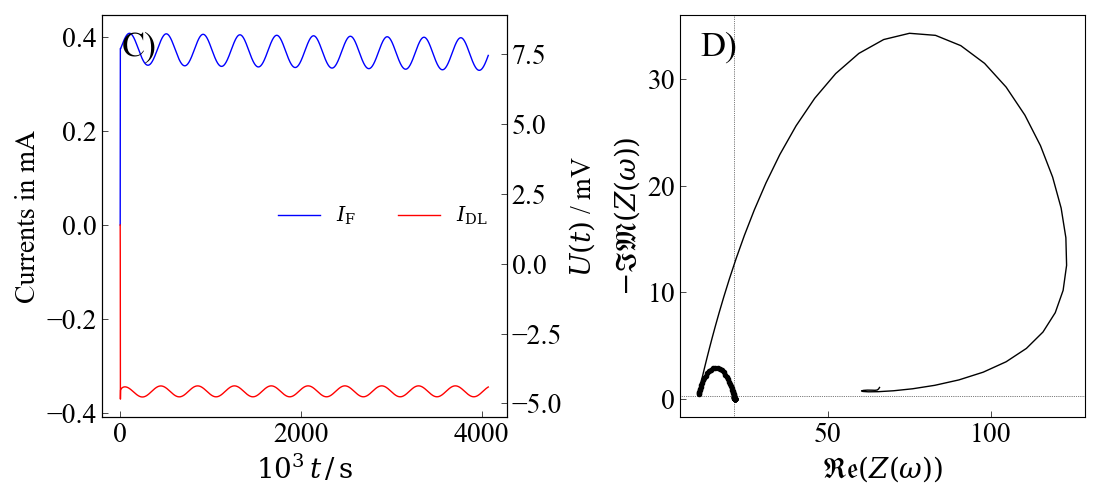 C)
0.4
0.2
0.0
−0.2
−0.4
Currents in mA
I_F
I_DL
7.5
5.0
2.5
0.0
−2.5
−5.0
U(t) / mV
0
2000
4000
10³ t / s
D)
30
20
10
0
−ℑ𝔐(Z(ω))
50
100
ℜ𝔢(Z(ω))